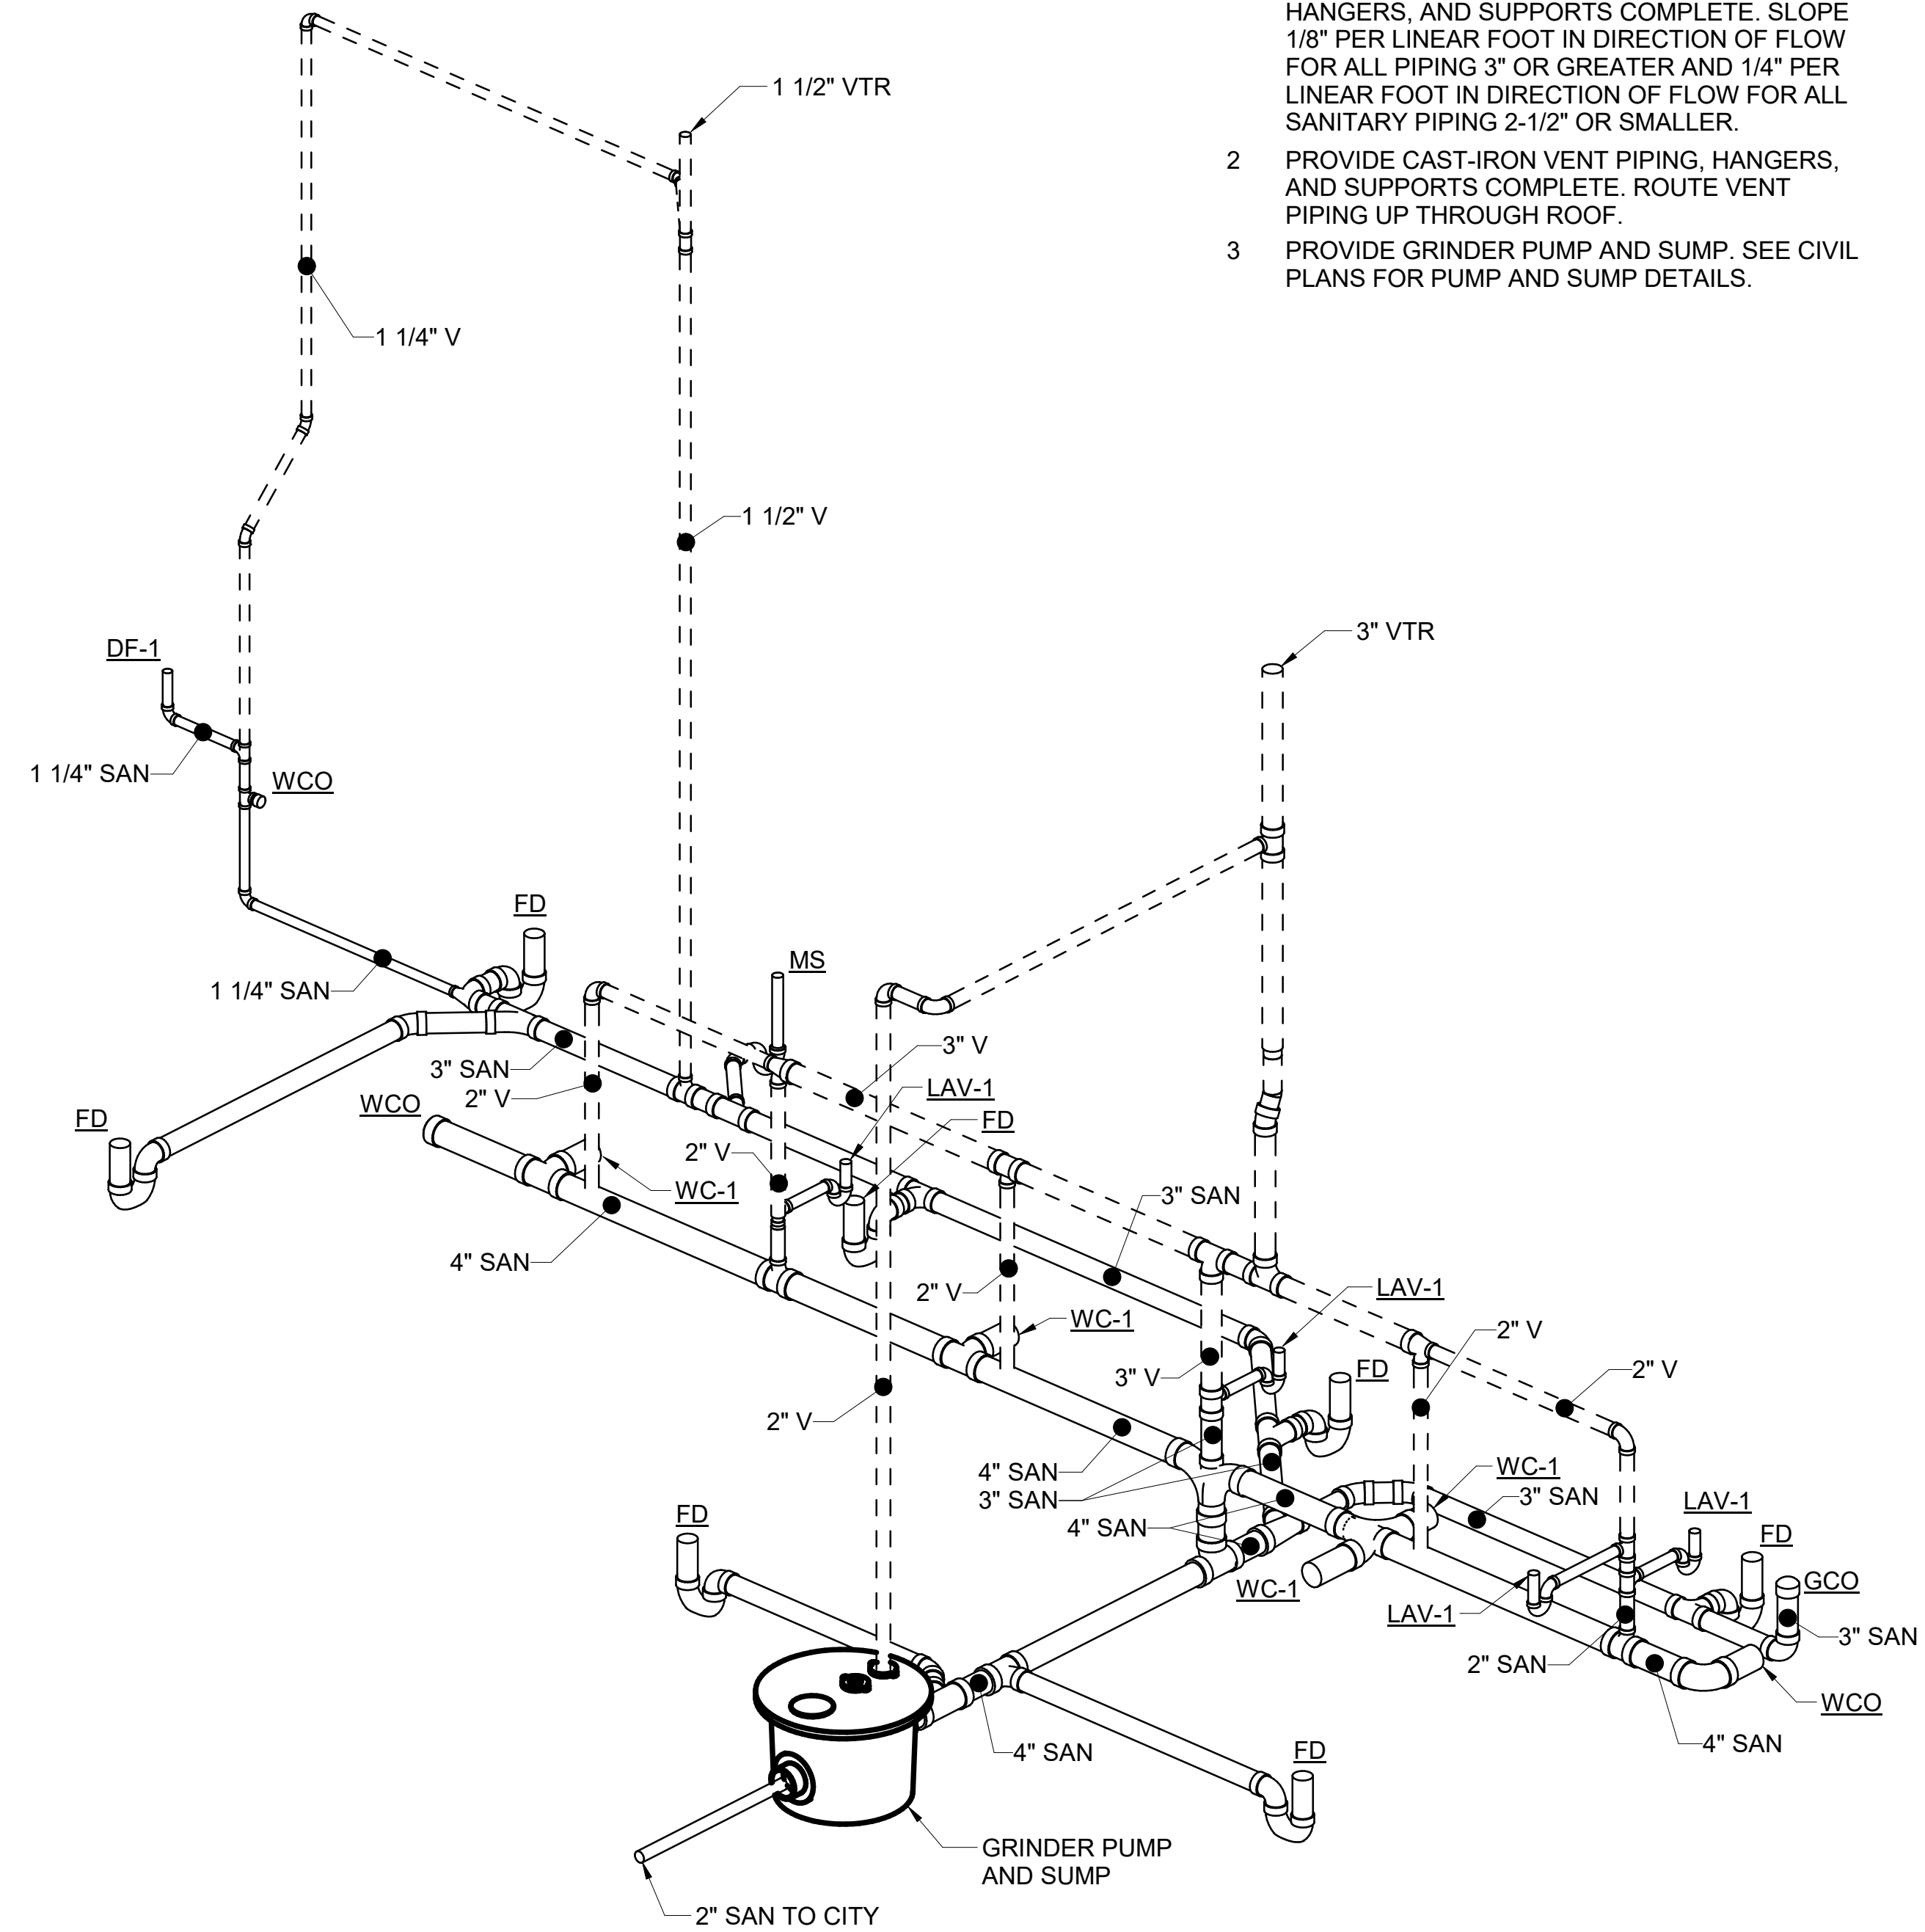 HANGERS, AND SUPPORTS COMPLETE. SLOPE
1/8" PER LINEAR FOOT IN DIRECTION OF FLOW
FOR ALL PIPING 3" OR GREATER AND 1/4" PER
LINEAR FOOT IN DIRECTION OF FLOW FOR ALL
SANITARY PIPING 2-1/2" OR SMALLER.
2 PROVIDE CAST-IRON VENT PIPING, HANGERS,
AND SUPPORTS COMPLETE. ROUTE VENT
PIPING UP THROUGH ROOF.
3 PROVIDE GRINDER PUMP AND SUMP. SEE CIVIL
PLANS FOR PUMP AND SUMP DETAILS.
1 1/2" VTR
1 1/4" V
1 1/2" V
3" VTR
DF-1
1 1/4" SAN
WCO
FD
MS
1 1/4" SAN
3" V
3" SAN
LAV-1
2" V
WCO
FD
FD
2" V
WC-1
3" SAN
4" SAN
2" V
LAV-1
WC-1
2" V
3" V
FD
2" V
2" V
4" SAN
WC-1
3" SAN
3" SAN
LAV-1
FD
4" SAN
FD
GCO
WC-1
LAV-1
3" SAN
2" SAN
WCO
4" SAN
4" SAN
FD
GRINDER PUMP
AND SUMP
2" SAN TO CITY